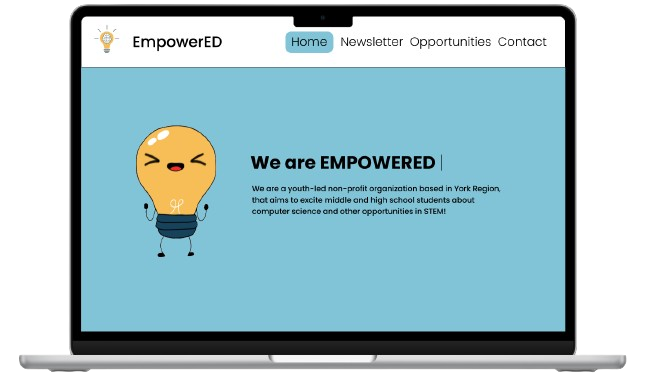 EmpowerED
Home Newsletter Opportunities Contact
We are EMPOWERED |
We are a youth-led non-profit organization based in York Region,
that aims to excite middle and high school students about
computer science and other opportunities in STEM!